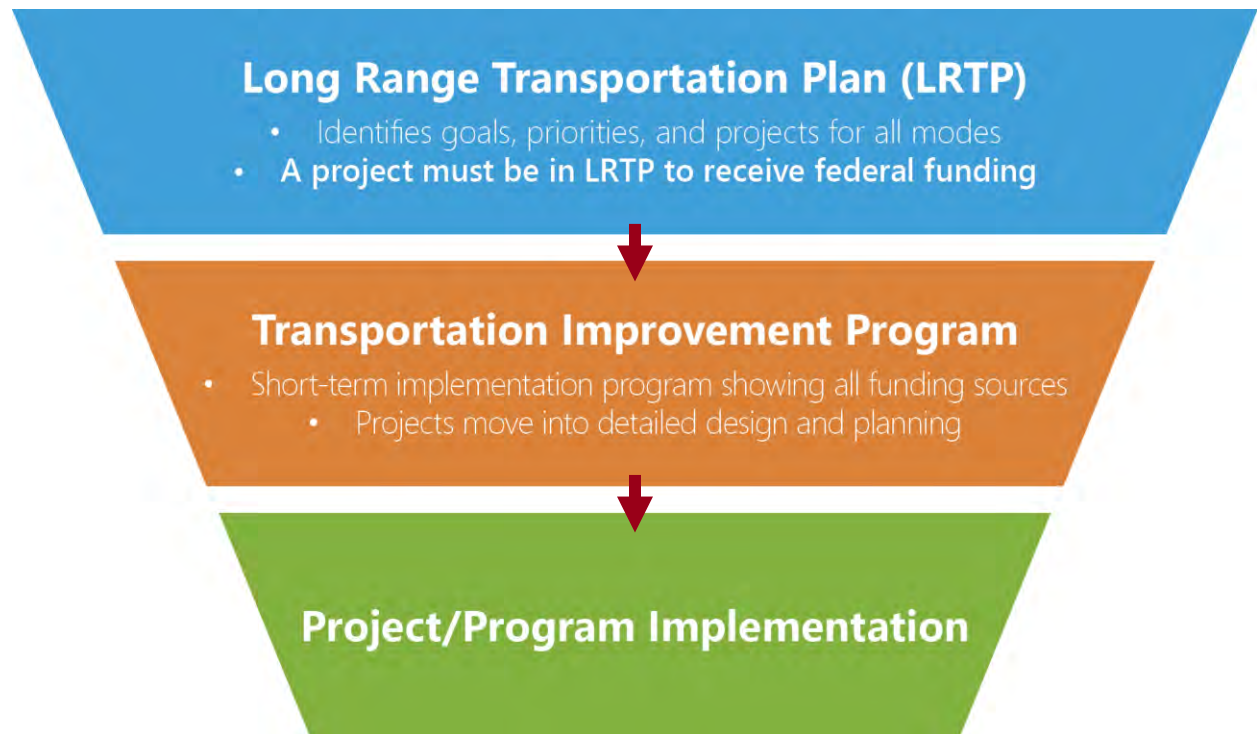 Long Range Transportation Plan (LRTP)
• Identifies goals, priorities, and projects for all modes
• A project must be in LRTP to receive federal funding
Transportation Improvement Program
• Short-term implementation program showing all funding sources
• Projects move into detailed design and planning
Project/Program Implementation